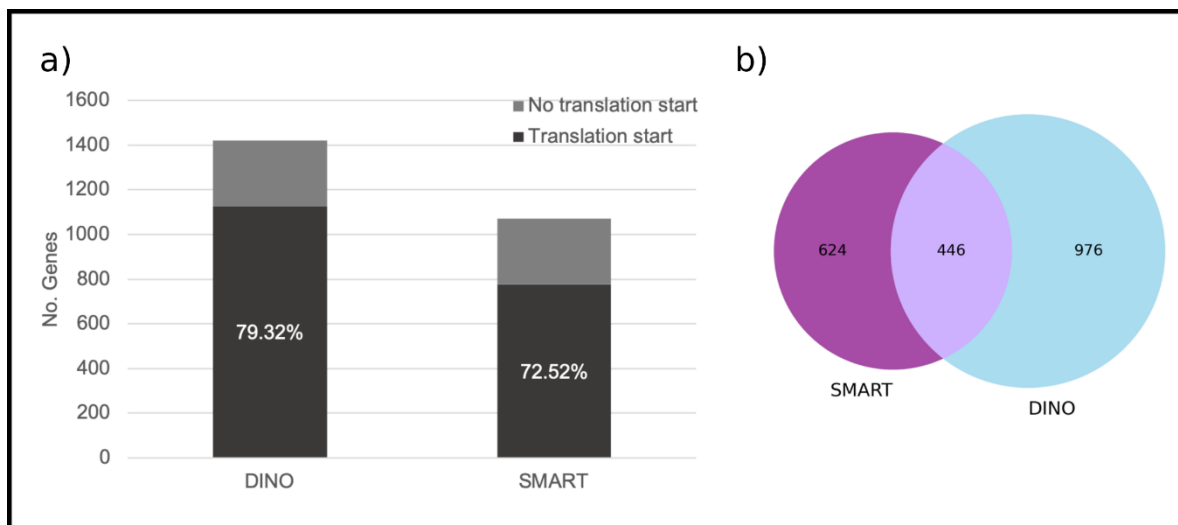 a)
No. Genes
1600
1400
1200
1000
800
600
400
200
0
No translation start
Translation start
79.32%
72.52%
DINO
SMART
b)
624
446
976
SMART
DINO